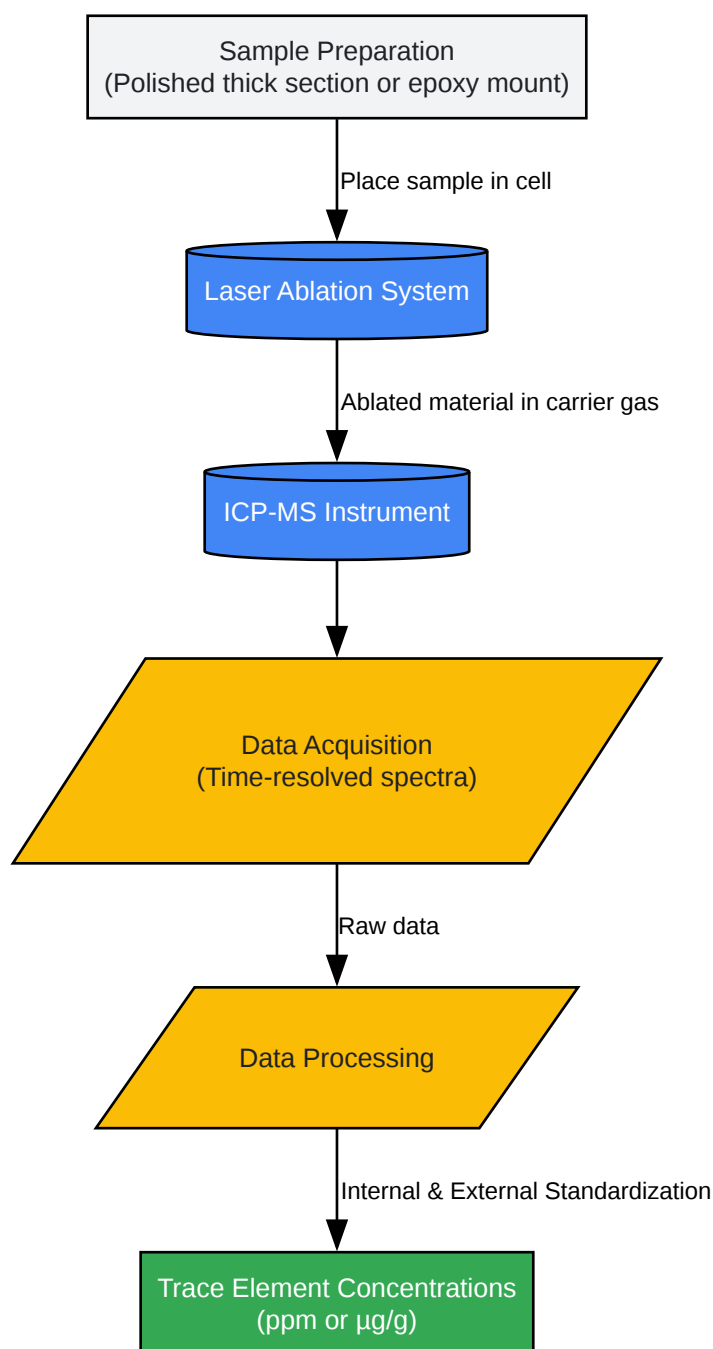 Sample Preparation
(Polished thick section or epoxy mount)
Place sample in cell
Laser Ablation System
Ablated material in carrier gas
ICP-MS Instrument
Data Acquisition
(Time-resolved spectra)
Raw data
Data Processing
Internal & External Standardization
Trace Element Concentrations
(ppm or µg/g)